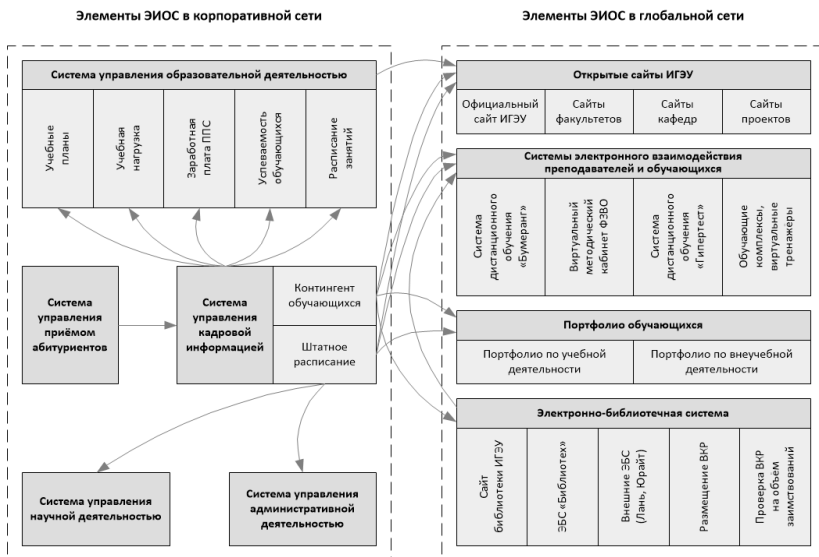 Элементы ЭИОС в корпоративной сети
Система управления образовательной деятельностью
Учебные
планы
Учебная
нагрузка
Заработная
плата ППС
Успеваемость
обучающихся
Расписание
занятий
Система
управления
приёмом
абитуриентов
Система
управления
кадровой
информацией
Контингент
обучающихся
Штатное
расписание
Система управления
научной деятельностью
Система управления
административной
деятельностью
Элементы ЭИОС в глобальной сети
Открытые сайты ИГЭУ
Официальный
сайт ИГЭУ
Сайты
факультетов
Сайты
кафедр
Сайты
проектов
Системы электронного взаимодействия
преподавателей и обучающихся
Система
дистанционного
обучения
«Бумеранг»
Виртуальный
методический
кабинет ФЗВО
Система
дистанционного
обучения
«Гипертест»
Обучающие
комплексы,
виртуальные
тренажёры
Портфолио обучающихся
Портфолио по учебной
деятельности
Портфолио по внеучебной
деятельности
Электронно-библиотечная система
Сайт
библиотеки ИГЭУ
ЭБС «Библиотех»
Внешние ЭБС
(Лань, Юрайт)
Размещение ВКР
Проверка ВКР
на объём
заимствований